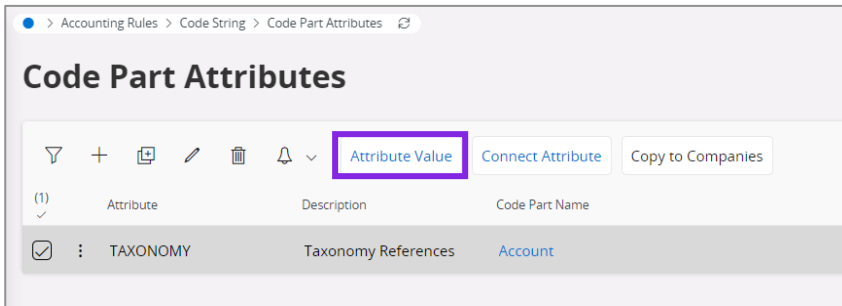 > Accounting Rules > Code String > Code Part Attributes
Code Part Attributes
Attribute Value Connect Attribute Copy to Companies
(1)
Attribute Description Code Part Name
TAXONOMY Taxonomy References Account